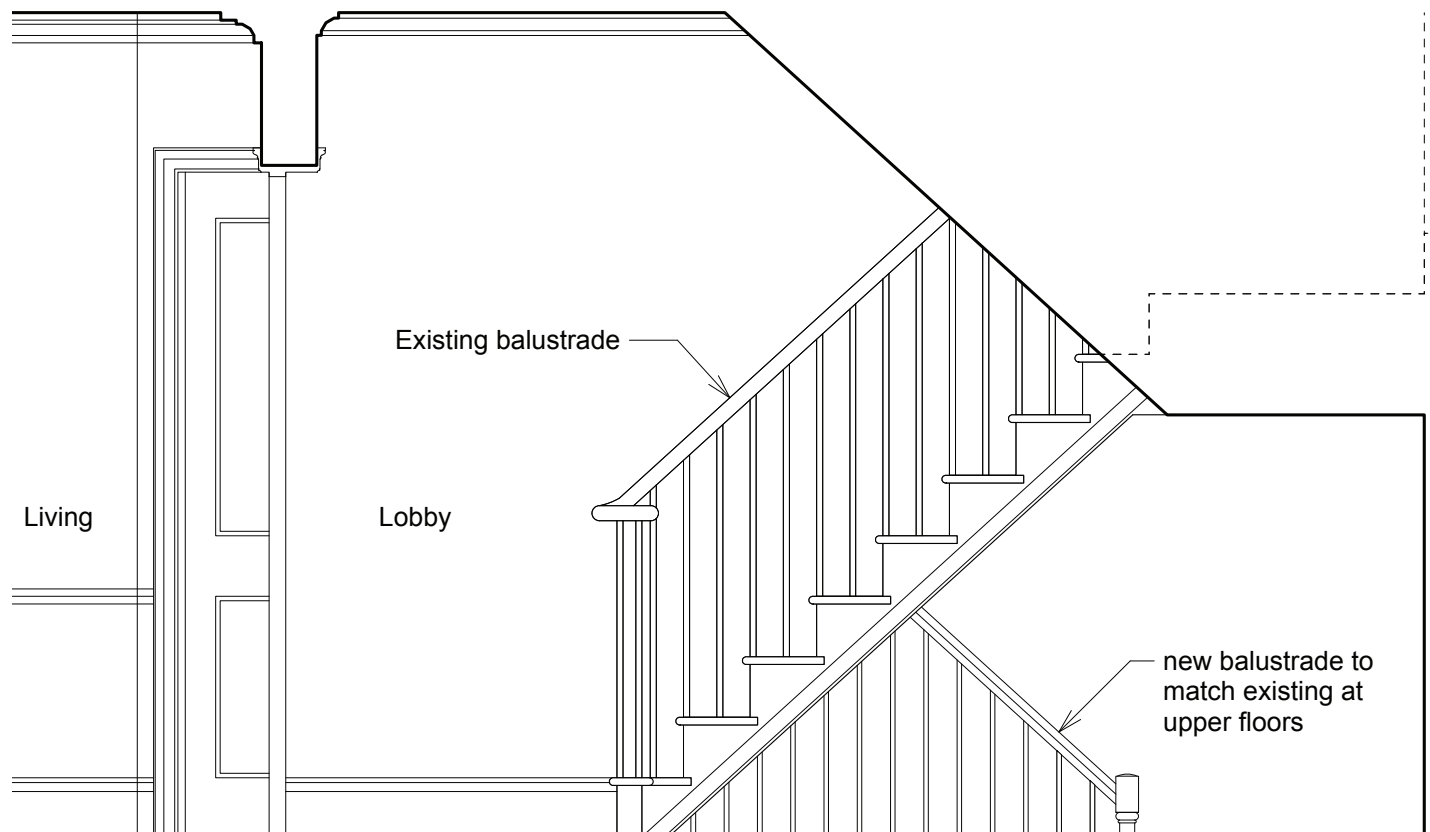 Existing balustrade
Living
Lobby
new balustrade to
match existing at
upper floors